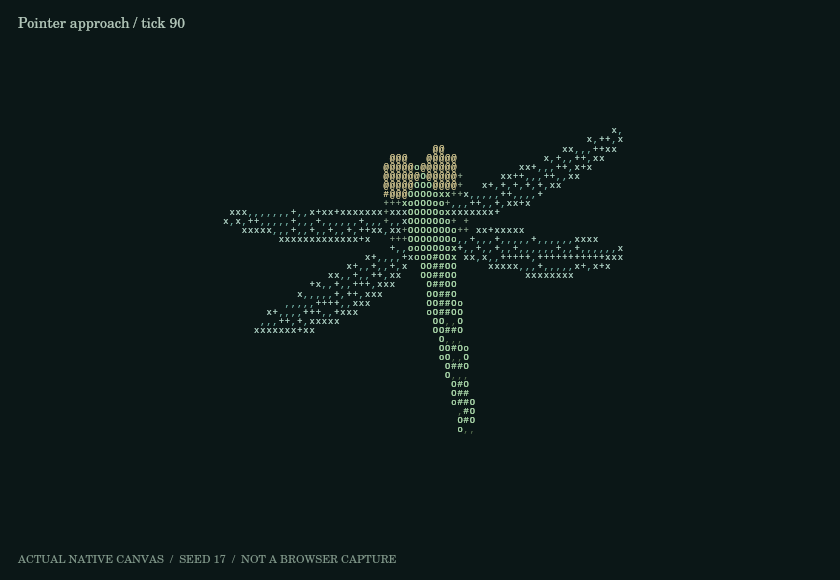 Pointer approach / tick 90
ACTUAL NATIVE CANVAS / SEED 17 / NOT A BROWSER CAPTURE